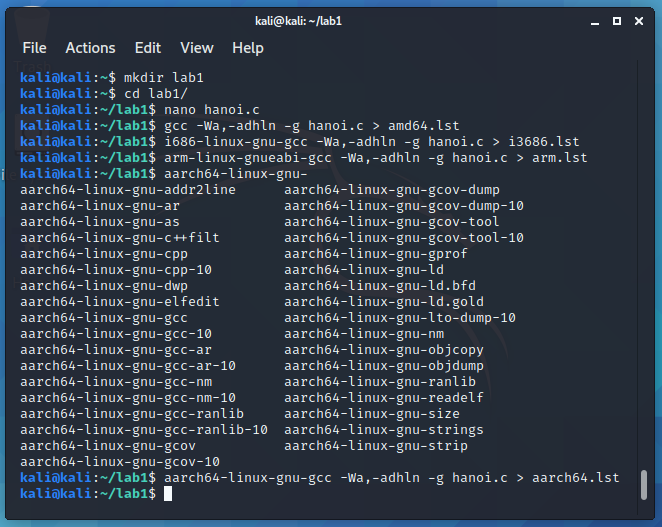 kali@kali: ~/lab1
File Actions Edit View Help
kali@kali:~$ mkdir lab1
kali@kali:~$ cd lab1/
kali@kali:~/lab1$ nano hanoi.c
kali@kali:~/lab1$ gcc -Wa,-adhln -g hanoi.c > amd64.lst
kali@kali:~/lab1$ i686-linux-gnu-gcc -Wa,-adhln -g hanoi.c > i3686.lst
kali@kali:~/lab1$ arm-linux-gnueabi-gcc -Wa,-adhln -g hanoi.c > arm.lst
kali@kali:~/lab1$ aarch64-linux-gnu-
aarch64-linux-gnu-addr2line aarch64-linux-gnu-gcov-dump
aarch64-linux-gnu-ar aarch64-linux-gnu-gcov-dump-10
aarch64-linux-gnu-as aarch64-linux-gnu-gcov-tool
aarch64-linux-gnu-c++filt aarch64-linux-gnu-gcov-tool-10
aarch64-linux-gnu-cpp aarch64-linux-gnu-gprof
aarch64-linux-gnu-cpp-10 aarch64-linux-gnu-ld
aarch64-linux-gnu-dwp aarch64-linux-gnu-ld.bfd
aarch64-linux-gnu-elfedit aarch64-linux-gnu-ld.gold
aarch64-linux-gnu-gcc aarch64-linux-gnu-lto-dump-10
aarch64-linux-gnu-gcc-10 aarch64-linux-gnu-nm
aarch64-linux-gnu-gcc-ar aarch64-linux-gnu-objcopy
aarch64-linux-gnu-gcc-ar-10 aarch64-linux-gnu-objdump
aarch64-linux-gnu-gcc-nm aarch64-linux-gnu-ranlib
aarch64-linux-gnu-gcc-nm-10 aarch64-linux-gnu-readelf
aarch64-linux-gnu-gcc-ranlib aarch64-linux-gnu-size
aarch64-linux-gnu-gcc-ranlib-10 aarch64-linux-gnu-strings
aarch64-linux-gnu-gcov aarch64-linux-gnu-strip
aarch64-linux-gnu-gcov-10
kali@kali:~/lab1$ aarch64-linux-gnu-gcc -Wa,-adhln -g hanoi.c > aarch64.lst
kali@kali:~/lab1$